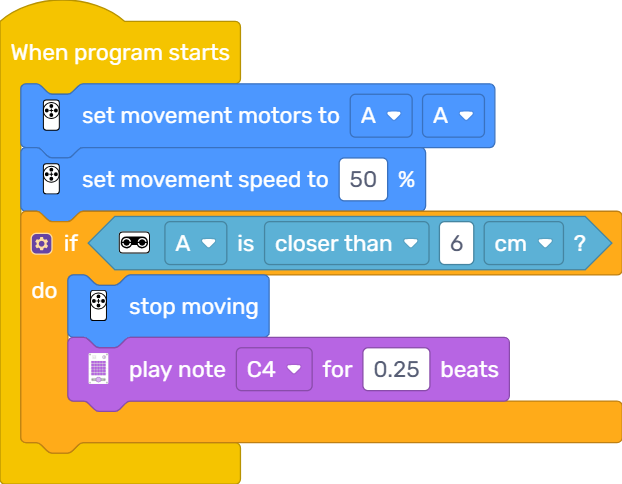 When program starts
set movement motors to A A
set movement speed to 50 %
if A is closer than 6 cm ?
do
stop moving
play note C4 for 0.25 beats